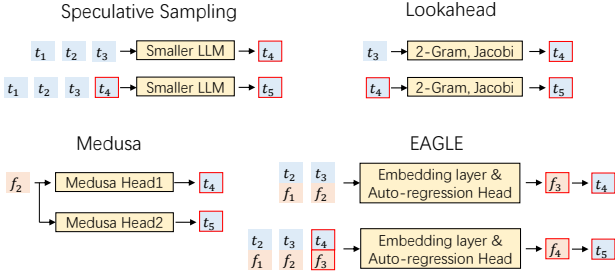 Speculative Sampling
t1 t2 t3 Smaller LLM t4
t1 t2 t3 t4 Smaller LLM t5
Lookahead
t3 2-Gram, Jacobi t4
t4 2-Gram, Jacobi t5
Medusa
f2 Medusa Head1 t4
Medusa Head2 t5
EAGLE
t2 t3
f1 f2
Embedding layer &
Auto-regression Head
f3 t4
t2 t3 t4
f1 f2 f3
Embedding layer &
Auto-regression Head
f4 t5